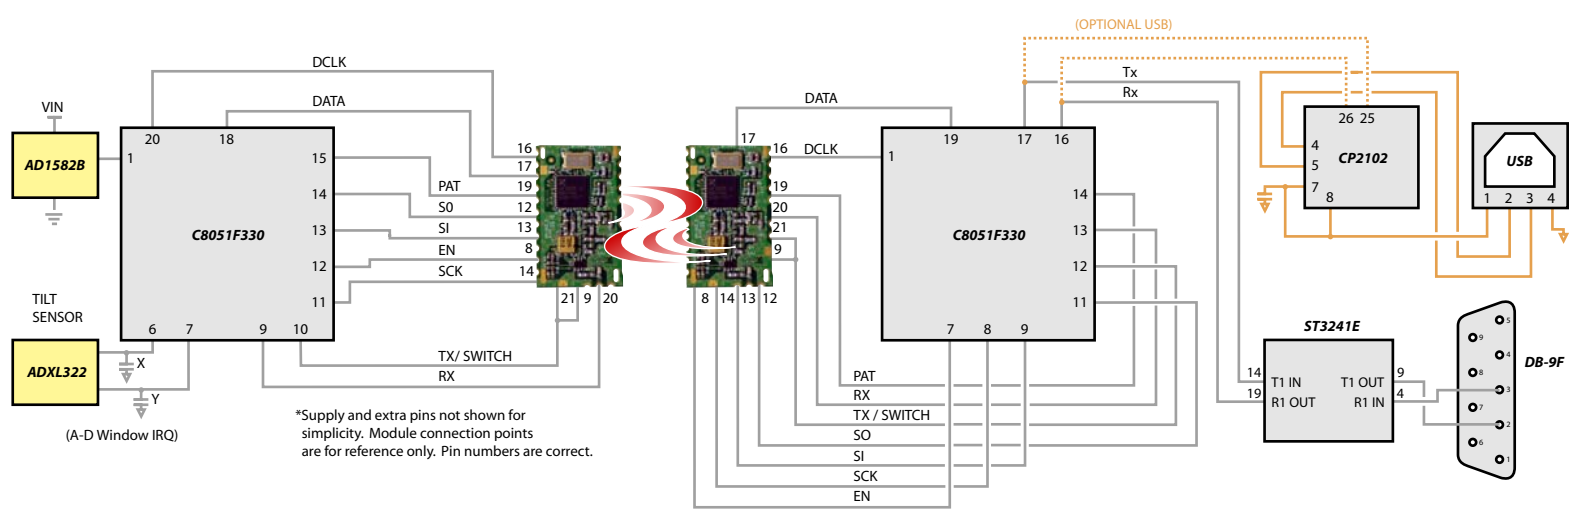 (OPTIONAL USB)
DCLK
Tx
DATA
DATA
Rx
VIN
20
18
16
17
19
17
16
26 25
AD1582B
1
15
17
16
DCLK
1
4
CP2102
USB
PAT
19
19
14
5
14
S0
12
20
7
8
1 2 3 4
C8051F330
13
SI
13
21
C8051F330
13
EN
8
9
12
SCK
14
12
11
21 9 20
8 14 13 12
11
TILT
SENSOR
6 7 9 10
7 8 9
ST3241E
5
9
4
DB-9F
8
3
7
2
6
1
ADXL322
X
Y
TX/ SWITCH
RX
PAT
RX
TX / SWITCH
SO
SI
SCK
EN
14 T1 IN T1 OUT 9
19 R1 OUT R1 IN 4
(A-D Window IRQ)
*Supply and extra pins not shown for
simplicity. Module connection points
are for reference only. Pin numbers are correct.